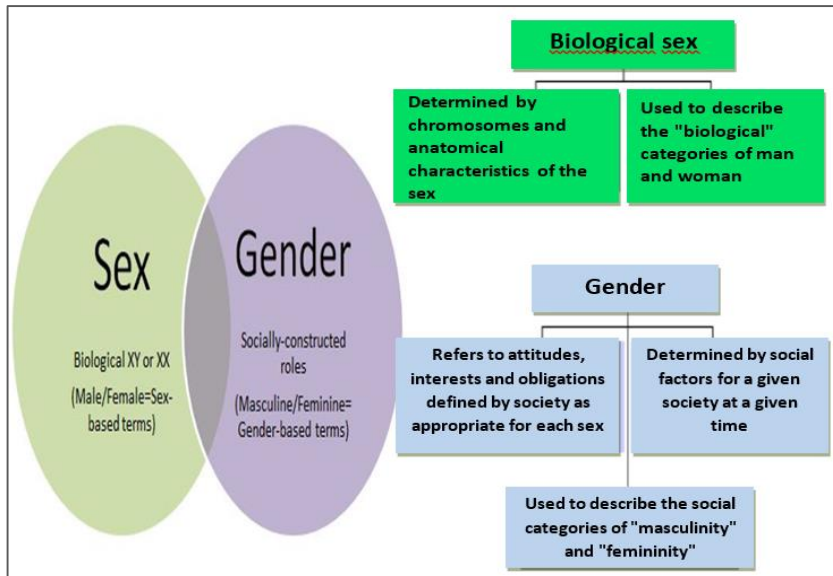 Sex
Biological XY or XX
(Male/Female=Sex-
based terms)
Gender
Socially-constructed
roles
(Masculine/Feminine=
Gender-based terms)
Biological sex
Determined by
chromosomes and
anatomical
characteristics of the
sex
Used to describe
the "biological"
categories of man
and woman
Gender
Refers to attitudes,
interests and obligations
defined by society as
appropriate for each sex
Determined by social
factors for a given
society at a given
time
Used to describe the social
categories of "masculinity"
and "femininity"